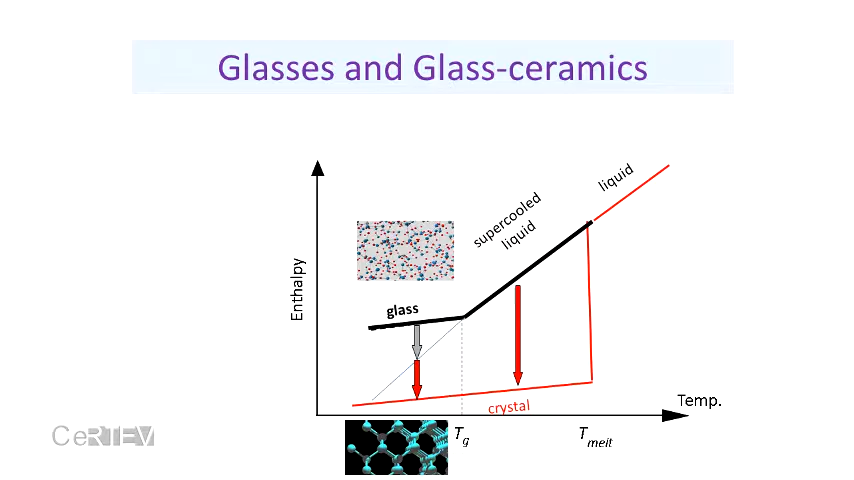 Glasses and Glass-ceramics
liquid
supercooled
liquid
Enthalpy
glass
crystal
Temp.
CeRTEV
Tg
Tmelt